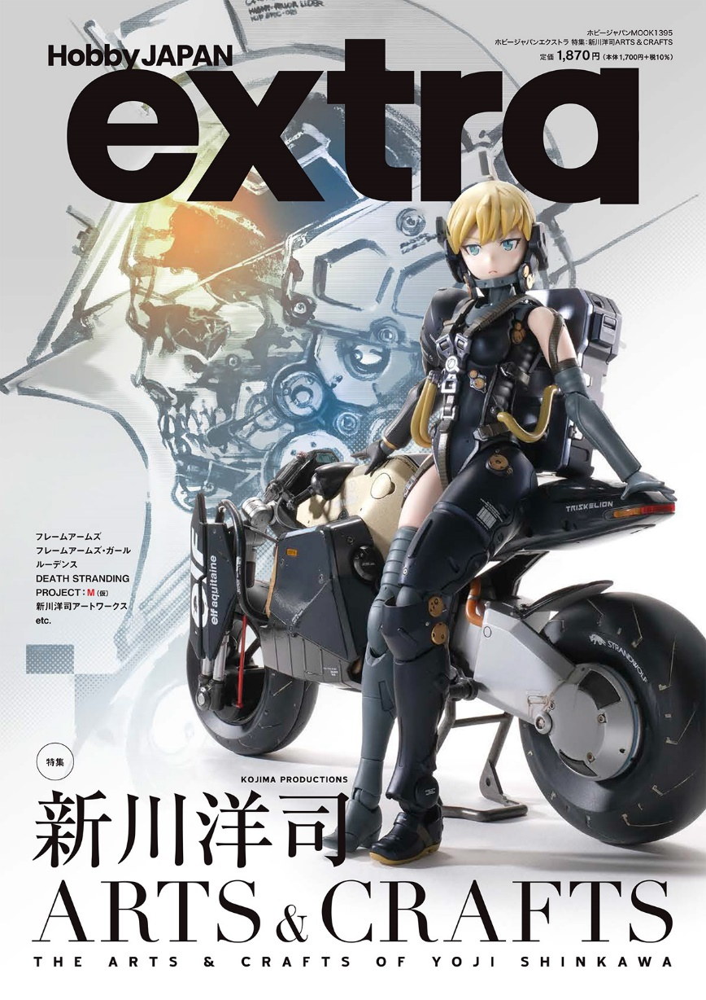 ホビージャパンMOOK1395
ホビージャパンエクストラ 特集:新川洋司ARTS & CRAFTS
定価 1,870円 (本体1,700円+税10%)
Hobby JAPAN
extra
TRISKELION
elf
elf aquitaine
STRANDWOLF
フレームアームズ
フレームアームズ・ガール
ルーデンス
DEATH STRANDING
PROJECT:M(仮)
新川洋司アートワークス
etc.
特集
KOJIMA PRODUCTIONS
新川洋司
ARTS & CRAFTS
THE ARTS & CRAFTS OF YOJI SHINKAWA